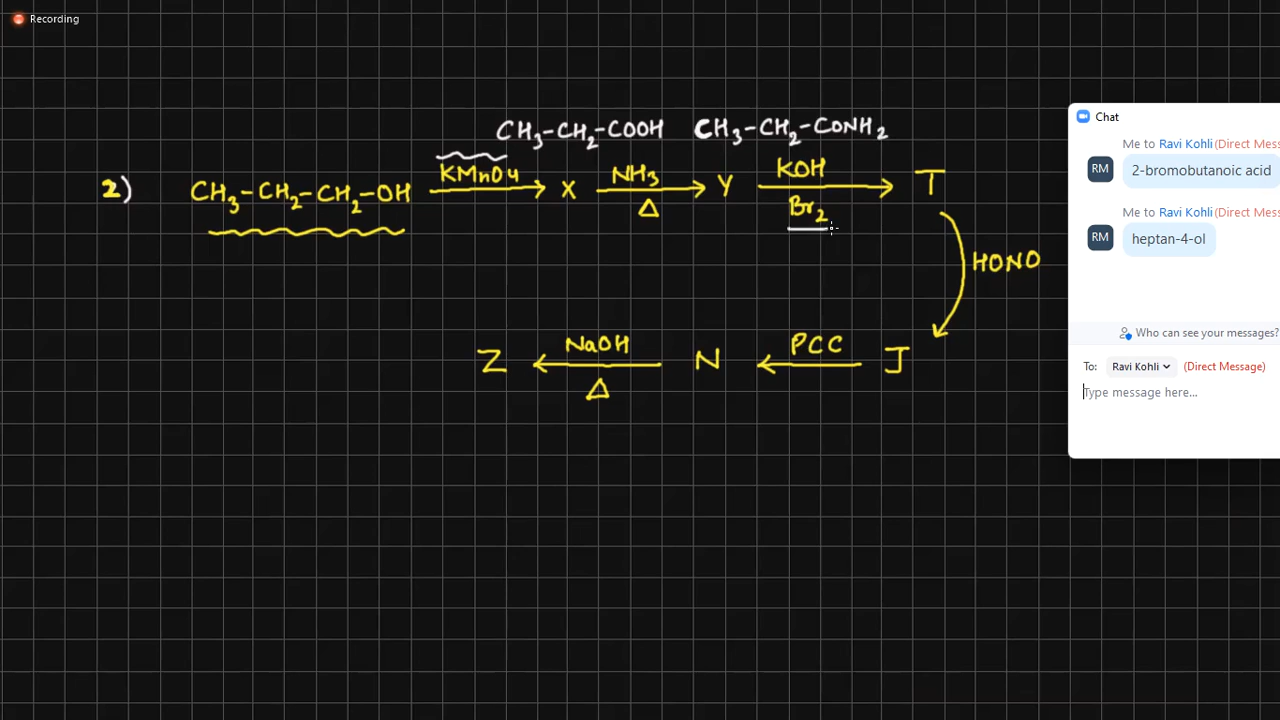 Recording
CH3-CH2-COOH CH3-CH2-CONH2
2) CH3-CH2-CH2-OH KMnO4 X NH3 Δ Y KOH Br2 T
HONO
Z NaOH Δ N PCC J
Chat
Me to Ravi Kohli(Direct Mess
RM 2-bromobutanoic acid
Me to Ravi Kohli(Direct Mess
RM heptan-4-ol
Who can see your messages?
To: Ravi Kohli (Direct Message)
Type message here...